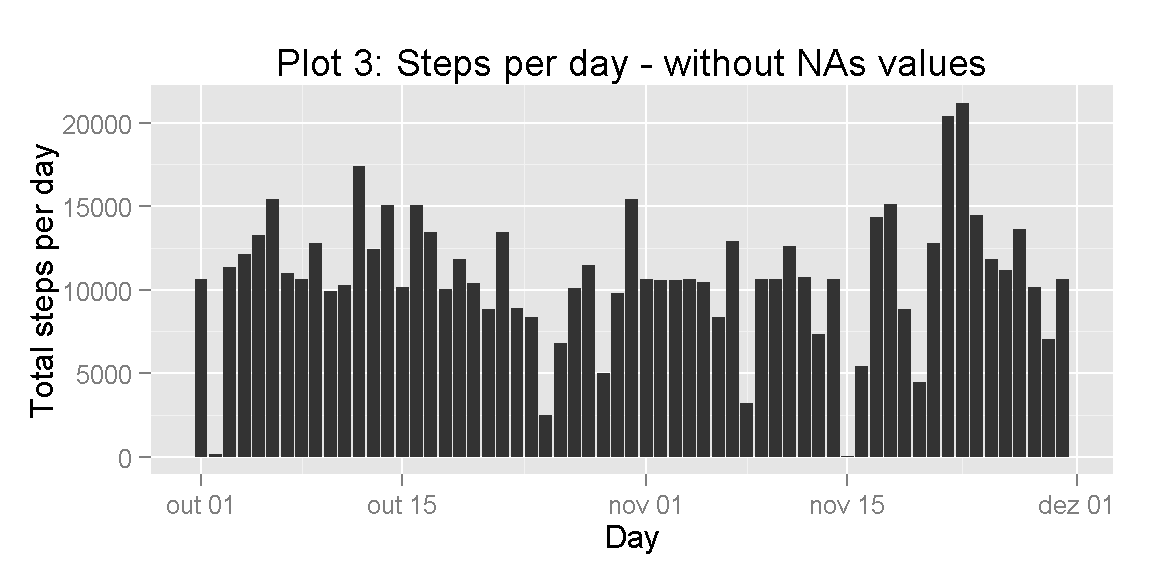 Plot 3: Steps per day - without NAs values
Total steps per day
20000
15000
10000
5000
0
out 01 out 15 nov 01 nov 15 dez 01
Day